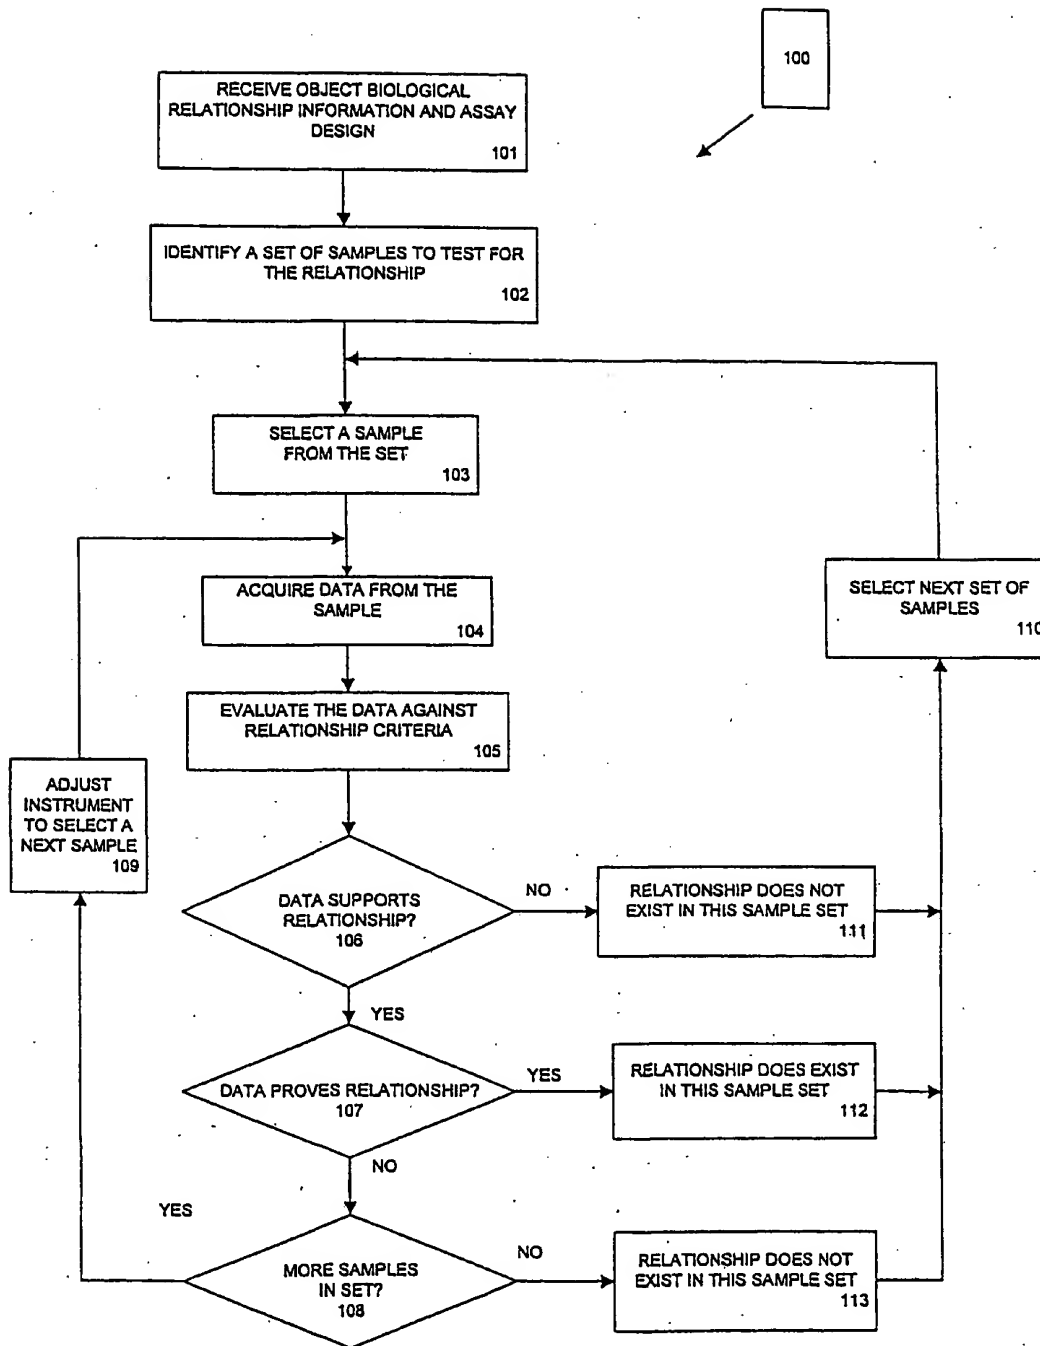 100
RECEIVE OBJECT BIOLOGICAL
RELATIONSHIP INFORMATION AND ASSAY
DESIGN
101
IDENTIFY A SET OF SAMPLES TO TEST FOR
THE RELATIONSHIP
102
SELECT A SAMPLE
FROM THE SET
103
ACQUIRE DATA FROM THE
SAMPLE
104
SELECT NEXT SET OF
SAMPLES
110
EVALUATE THE DATA AGAINST
RELATIONSHIP CRITERIA
105
ADJUST
INSTRUMENT
TO SELECT A
NEXT SAMPLE
109
DATA SUPPORTS
RELATIONSHIP?
106
NO
RELATIONSHIP DOES NOT
EXIST IN THIS SAMPLE SET
111
YES
DATA PROVES RELATIONSHIP?
107
YES
RELATIONSHIP DOES EXIST
IN THIS SAMPLE SET
112
NO
YES
MORE SAMPLES
IN SET?
108
NO
RELATIONSHIP DOES NOT
EXIST IN THIS SAMPLE SET
113